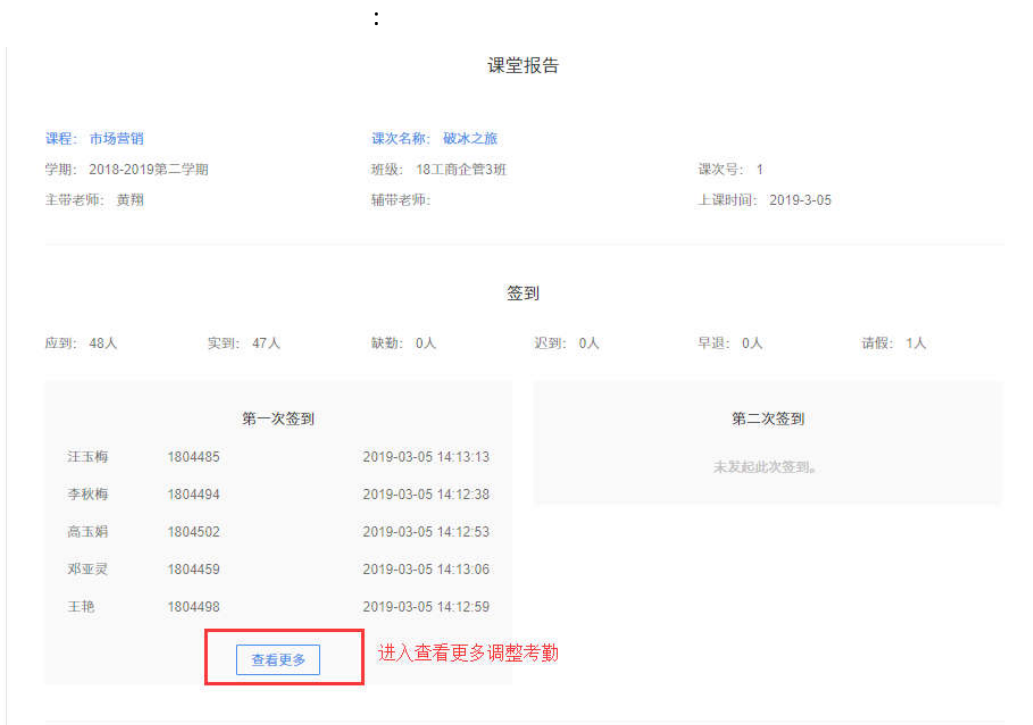 ：
课堂报告
课程： 市场营销 课次名称： 破冰之旅
学期： 2018-2019第二学期 班级： 18工商企管3班 课次号： 1
主带老师： 黄翔 辅带老师： 上课时间： 2019-3-05
签到
应到： 48人 实到： 47人 缺勤： 0人 迟到： 0人 早退： 0人 请假： 1人
第一次签到
汪玉梅 1804485 2019-03-05 14:13:13
李秋梅 1804494 2019-03-05 14:12:38
高玉娟 1804502 2019-03-05 14:12:53
邓亚灵 1804459 2019-03-05 14:13:06
王艳 1804498 2019-03-05 14:12:59
查看更多 进入查看更多调整考勤
第二次签到
未发起此次签到。